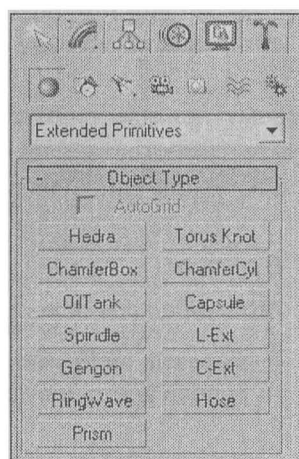 Extended Primitives
- Object Type
AutoGrid
Hedra Torus Knot
ChamferBox ChamferCyl
OilTank Capsule
Spindle L-Ext
Gengon C-Ext
RingWave Hose
Prism